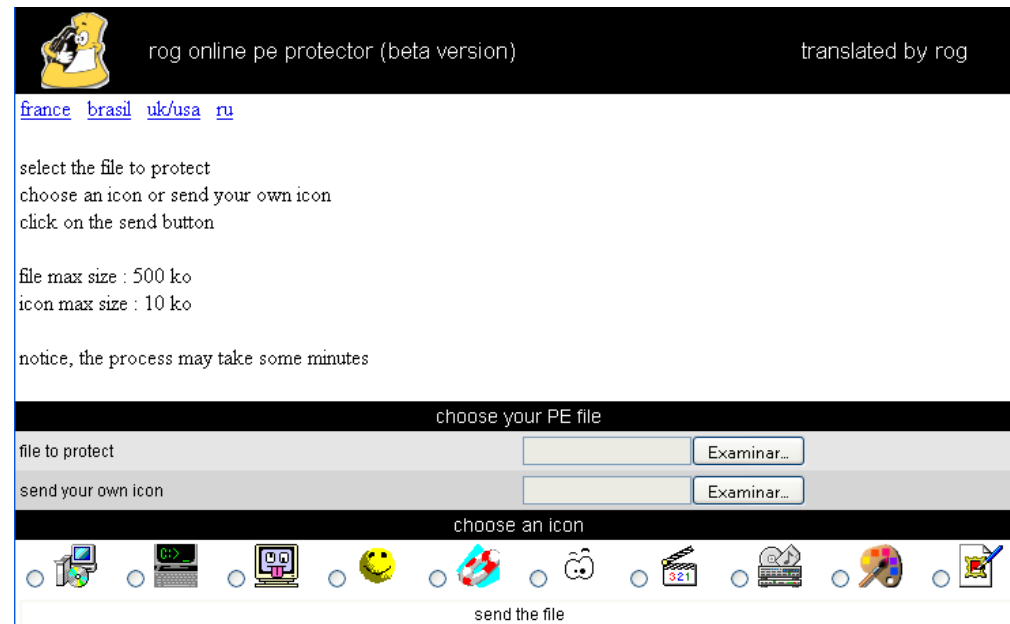 rog online pe protector (beta version) translated by rog
france brasil uk/usa ru
select the file to protect
choose an icon or send your own icon
click on the send button
file max size : 500 ko
icon max size : 10 ko
notice, the process may take some minutes
choose your PE file
file to protect Examinar...
send your own icon Examinar...
choose an icon
C:>_
321
send the file